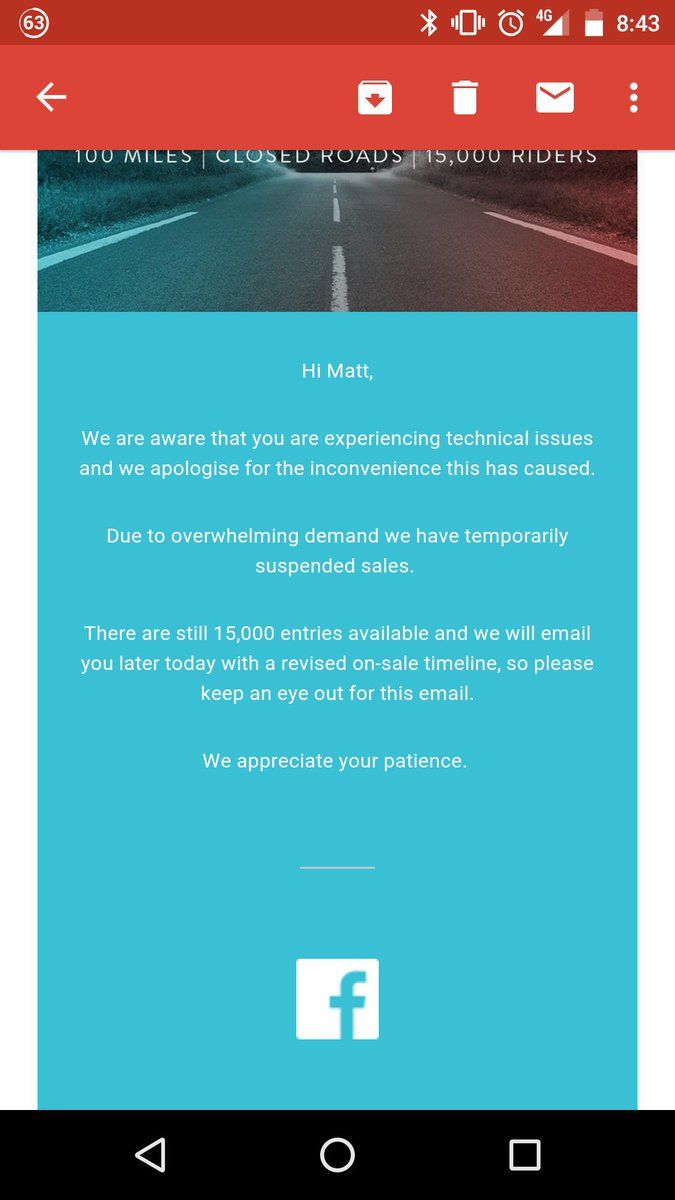 63
4G
8:43
100 MILES | CLOSED ROADS | 15,000 RIDERS
Hi Matt,
We are aware that you are experiencing technical issues
and we apologise for the inconvenience this has caused.
Due to overwhelming demand we have temporarily
suspended sales.
There are still 15,000 entries available and we will email
you later today with a revised on-sale timeline, so please
keep an eye out for this email.
We appreciate your patience.
f